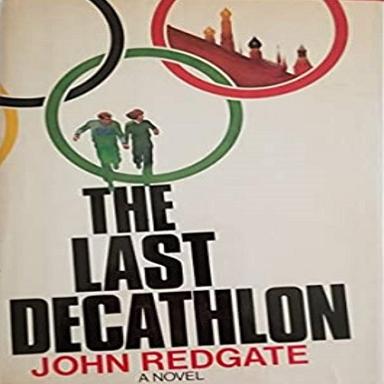 THE
LAST
DECATHLON
JOHN REDGATE
A NOVEL